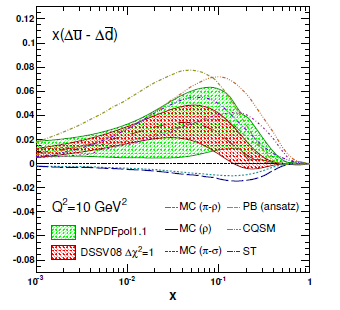 0.12
x(Δu̅ - Δd̅)
0.1
0.08
0.06
0.04
0.02
0
-0.02
-0.04
-0.06
-0.08
Q²=10 GeV²
NNPDFpol1.1
DSSV08 Δχ²=1
MC (π-ρ)
MC (ρ)
MC (π-σ)
PB (ansatz)
CQSM
ST
10⁻³ 10⁻² 10⁻¹ 1
x